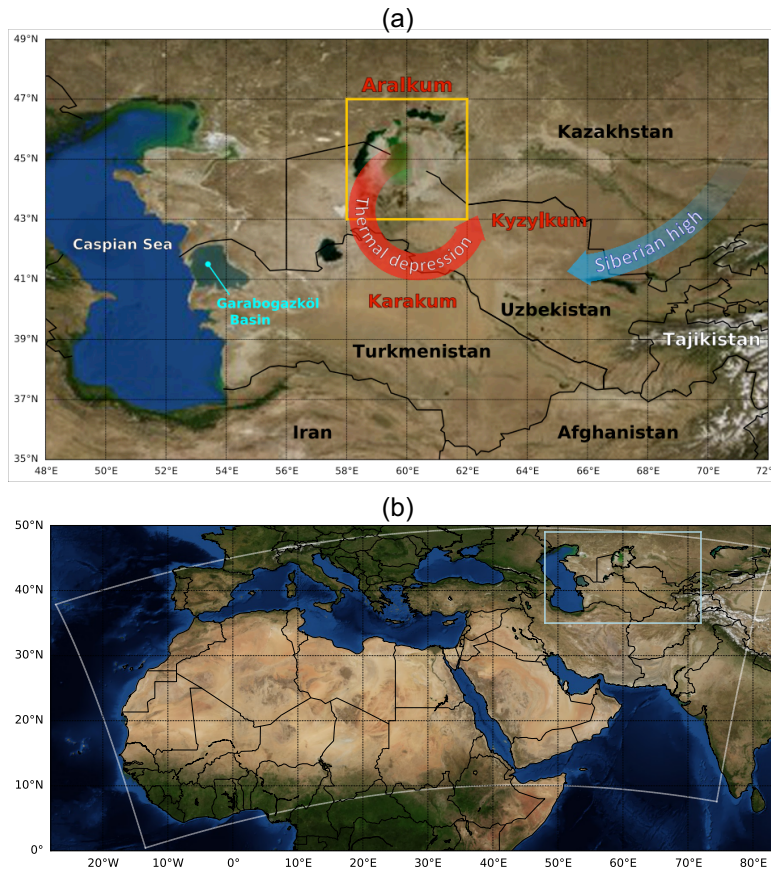 (a)
49°N
47°N
45°N
43°N
41°N
39°N
37°N
35°N
Aralkum
Kazakhstan
Kyzylkum
Thermal depression
Siberian high
Caspian Sea
Garabogazköl
Basin
Karakum
Uzbekistan
Tajikistan
Turkmenistan
Iran
Afghanistan
48°E 50°E 52°E 54°E 56°E 58°E 60°E 62°E 64°E 66°E 68°E 70°E 72°
(b)
50°N
40°N
30°N
20°N
10°N
0°
20°W 10°W 0° 10°E 20°E 30°E 40°E 50°E 60°E 70°E 80°E